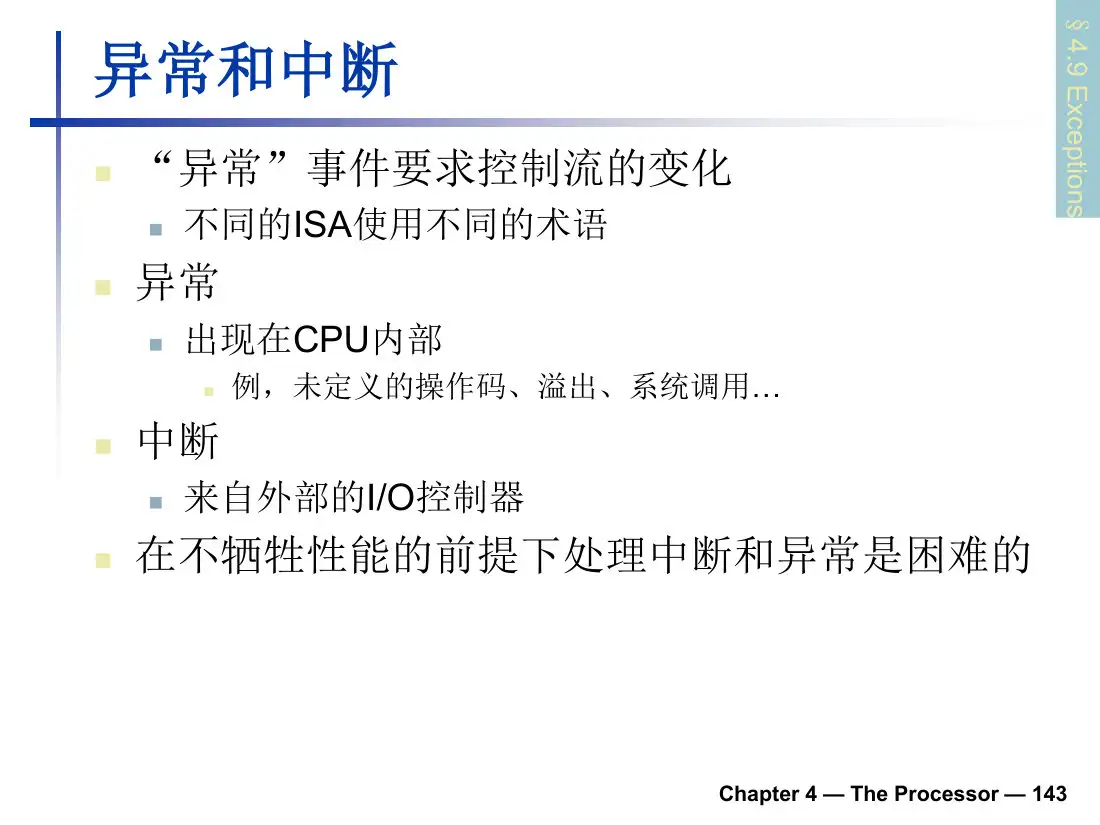 异常和中断
§4.9 Exceptions
“异常”事件要求控制流的变化
不同的ISA使用不同的术语
异常
出现在CPU内部
例，未定义的操作码、溢出、系统调用…
中断
来自外部的I/O控制器
在不牺牲性能的前提下处理中断和异常是困难的
Chapter 4 — The Processor — 143